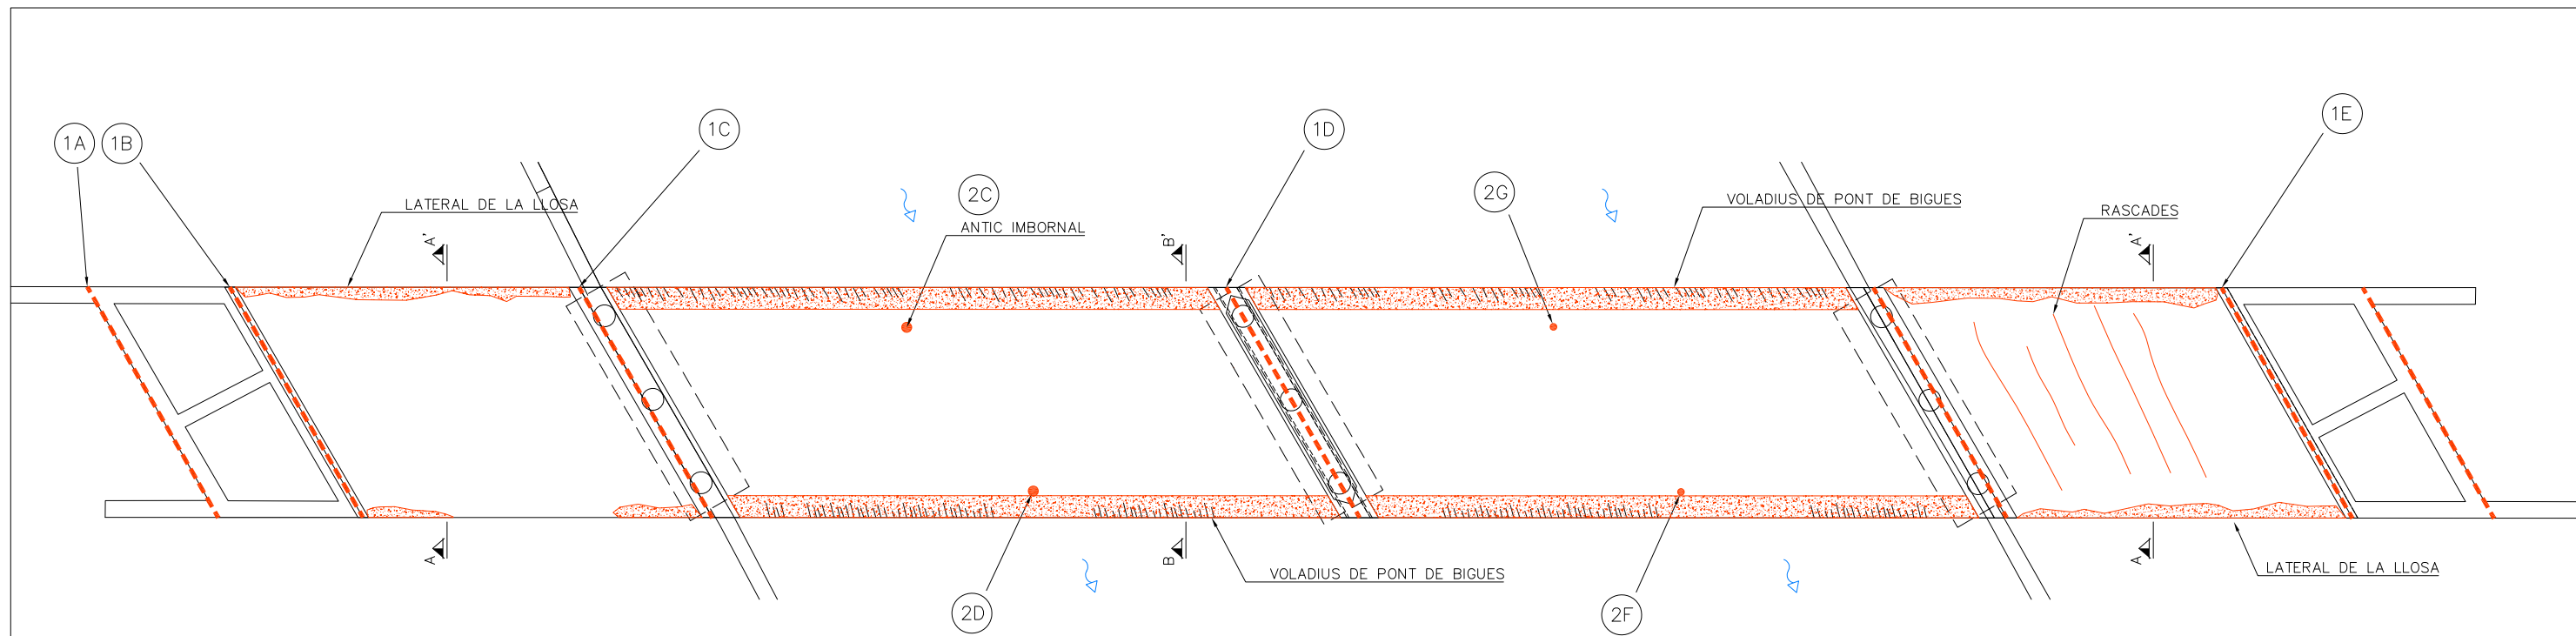 1A
1B
1C
1D
1E
2C
2G
LATERAL DE LA LLOSA
ANTIC IMBORNAL
VOLADIUS DE PONT DE BIGUES
RASCADES
A'
B'
A'
A
B
A
VOLADIUS DE PONT DE BIGUES
LATERAL DE LA LLOSA
2D
2F